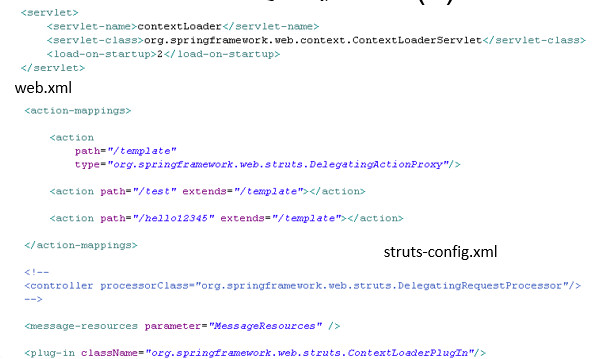 <servlet>
<servlet-name>contextLoader</servlet-name>
<servlet-class>org.springframework.web.context.ContextLoaderServlet</servlet-class>
<load-on-startup>2</load-on-startup>
</servlet>
web.xml
<action-mappings>
<action
path="/template"
type="org.springframework.web.struts.DelegatingActionProxy"/>
<action path="/test" extends="/template"></action>
<action path="/hello12345" extends="/template"></action>
</action-mappings>
struts-config.xml
<!--
<controller processorClass="org.springframework.web.struts.DelegatingRequestProcessor"/>
-->
<message-resources parameter="MessageResources" />
<plug-in className="org.springframework.web.struts.ContextLoaderPlugIn"/>